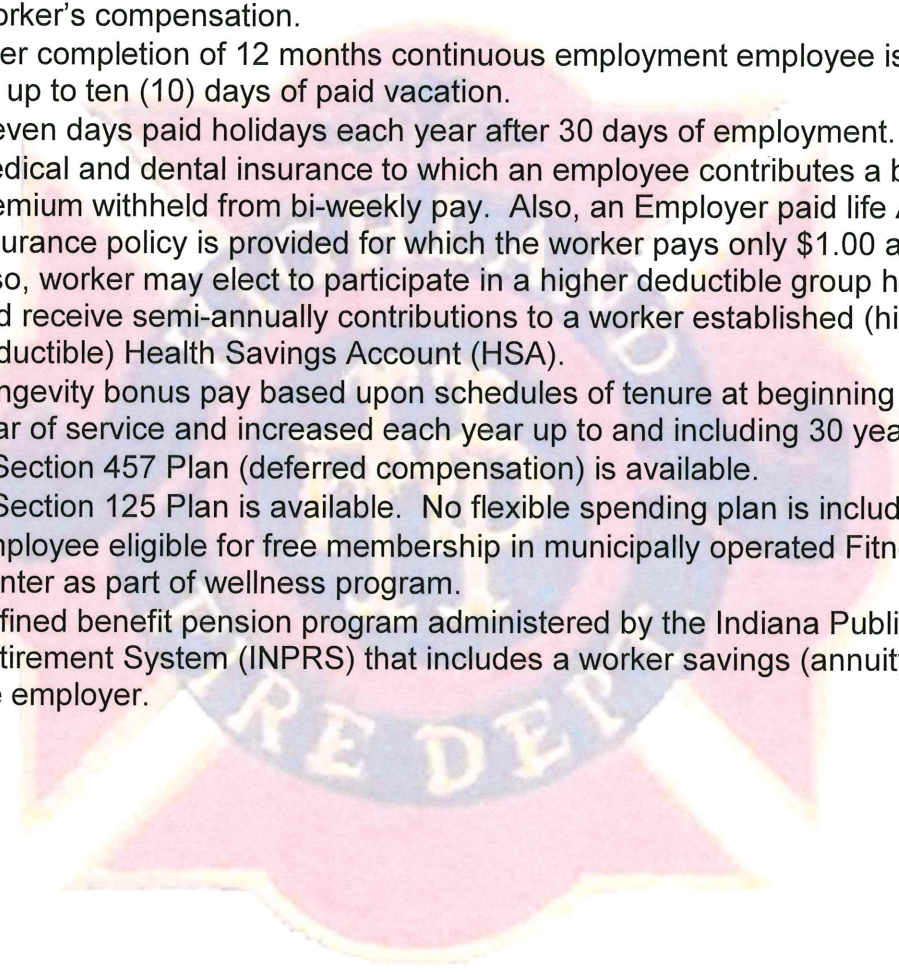 orker's compensation.
er completion of 12 months continuous employment employee is
up to ten (10) days of paid vacation.
even days paid holidays each year after 30 days of employment.
edical and dental insurance to which an employee contributes a b
emium withheld from bi-weekly pay.  Also, an Employer paid life A
urance policy is provided for which the worker pays only $1.00 a
so, worker may elect to participate in a higher deductible group h
d receive semi-annually contributions to a worker established (hi
ductible) Health Savings Account (HSA).
ngevity bonus pay based upon schedules of tenure at beginning
ar of service and increased each year up to and including 30 yea
Section 457 Plan (deferred compensation) is available.
Section 125 Plan is available.  No flexible spending plan is includ
mployee eligible for free membership in municipally operated Fitn
nter as part of wellness program.
fined benefit pension program administered by the Indiana Publi
tirement System (INPRS) that includes a worker savings (annuity
e employer.
HIGHLAND
FIRE DEPT